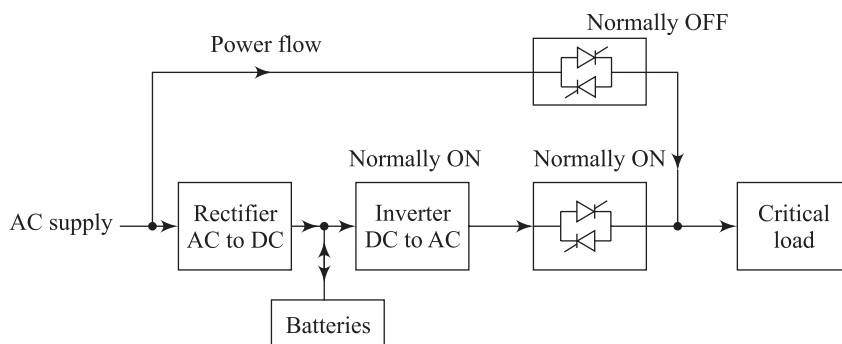 Normally OFF
Power flow
Normally ON
Normally ON
AC supply
Rectifier
AC to DC
Inverter
DC to AC
Critical
load
Batteries